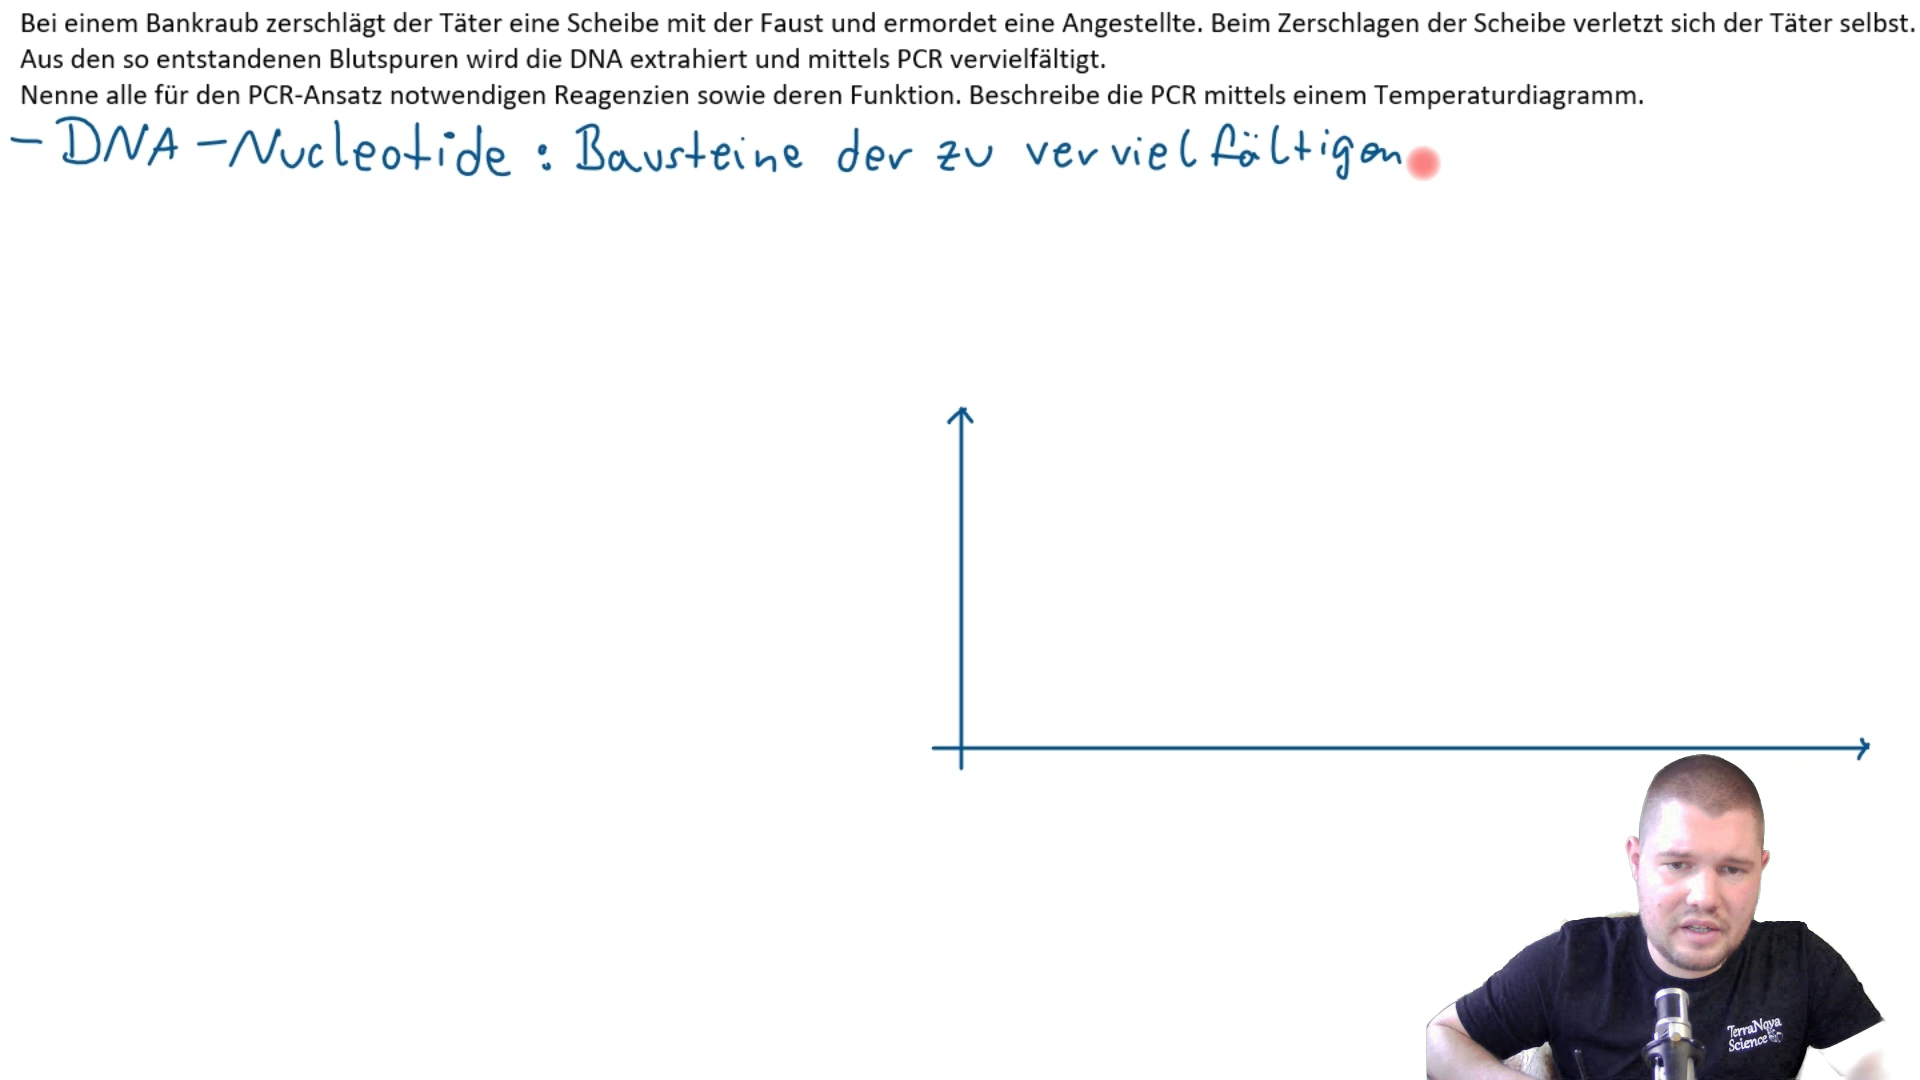 Bei einem Bankraub zerschlägt der Täter eine Scheibe mit der Faust und ermordet eine Angestellte. Beim Zerschlagen der Scheibe verletzt sich der Täter selbst.
Aus den so entstandenen Blutspuren wird die DNA extrahiert und mittels PCR vervielfältigt.
Nenne alle für den PCR-Ansatz notwendigen Reagenzien sowie deren Funktion. Beschreibe die PCR mittels einem Temperaturdiagramm.
- DNA-Nucleotide : Bausteine der zu vervielfältigen
TerraNova
Science